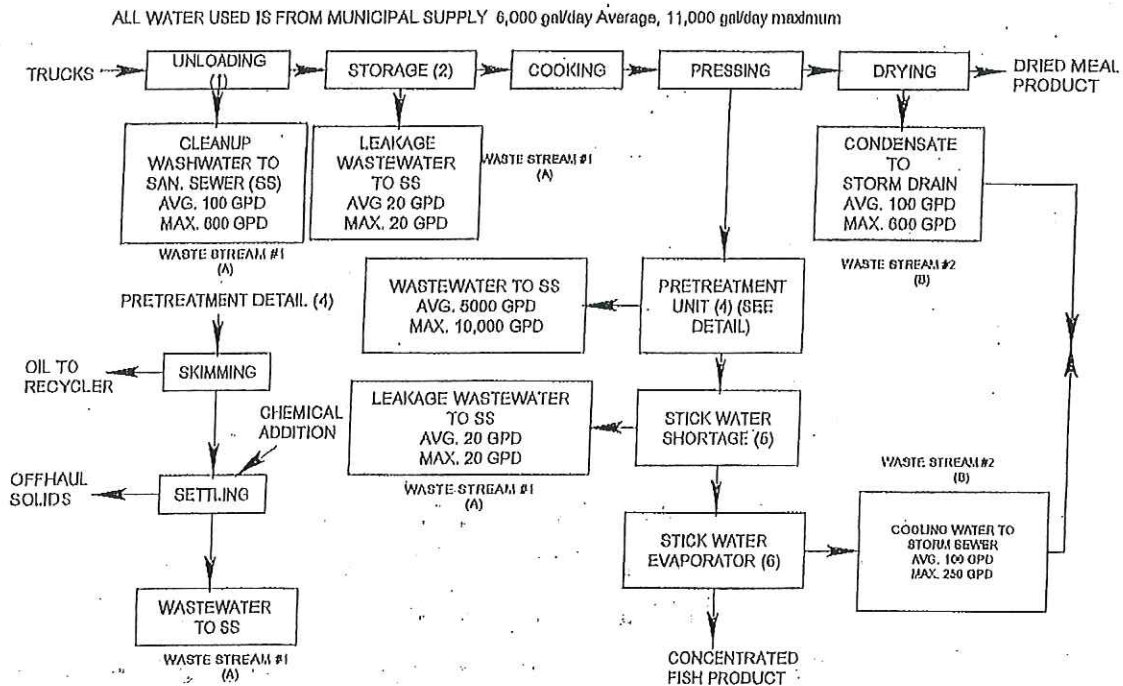 ALL WATER USED IS FROM MUNICIPAL SUPPLY 6,000 gal/day Average, 11,000 gal/day maximum
TRUCKS
UNLOADING
(1)
STORAGE (2)
COOKING
PRESSING
DRYING
DRIED MEAL
PRODUCT
CLEANUP
WASHWATER TO
SAN. SEWER (SS)
AVG. 100 GPD
MAX. 600 GPD
WASTE STREAM #1
(A)
LEAKAGE
WASTEWATER
TO SS
AVG 20 GPD
MAX. 20 GPD
WASTE STREAM #1
(A)
CONDENSATE
TO
STORM DRAIN
AVG. 100 GPD
MAX. 600 GPD
WASTE STREAM #2
(B)
PRETREATMENT DETAIL (4)
SKIMMING
OIL TO
RECYCLER
CHEMICAL
ADDITION
SETTLING
OFFHAUL
SOLIDS
WASTEWATER
TO SS
WASTE STREAM #1
(A)
WASTEWATER TO SS
AVG. 5000 GPD
MAX. 10,000 GPD
PRETREATMENT
UNIT (4) (SEE
DETAIL)
LEAKAGE WASTEWATER
TO SS
AVG. 20 GPD
MAX. 20 GPD
WASTE STREAM #1
(A)
STICK WATER
SHORTAGE (5)
STICK WATER
EVAPORATOR (6)
WASTE STREAM #2
(B)
COOLING WATER TO
STORM SEWER
AVG. 100 GPD
MAX. 250 GPD
CONCENTRATED
FISH PRODUCT